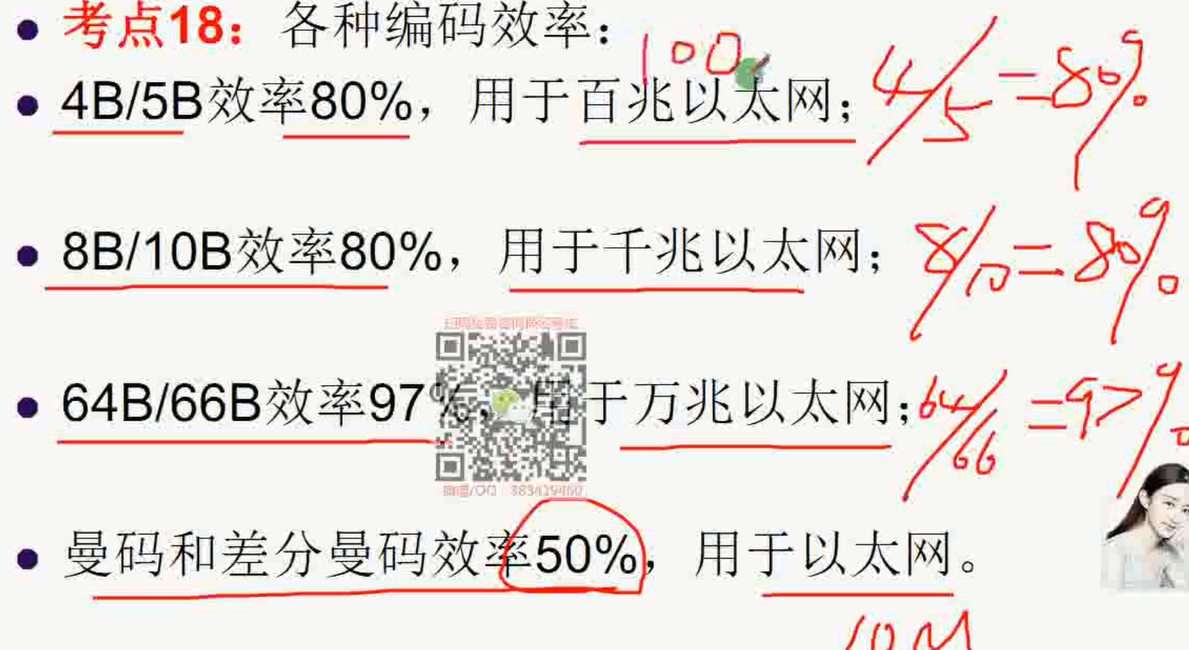 考点18：各种编码效率：
100
4B/5B效率80%，用于百兆以太网；
4/5=80%
8B/10B效率80%，用于千兆以太网；
8/10=80%
64B/66B效率97%，用于万兆以太网；
64/66=97%
微信/QQ：383419460
曼码和差分曼码效率50%，用于以太网。
10M